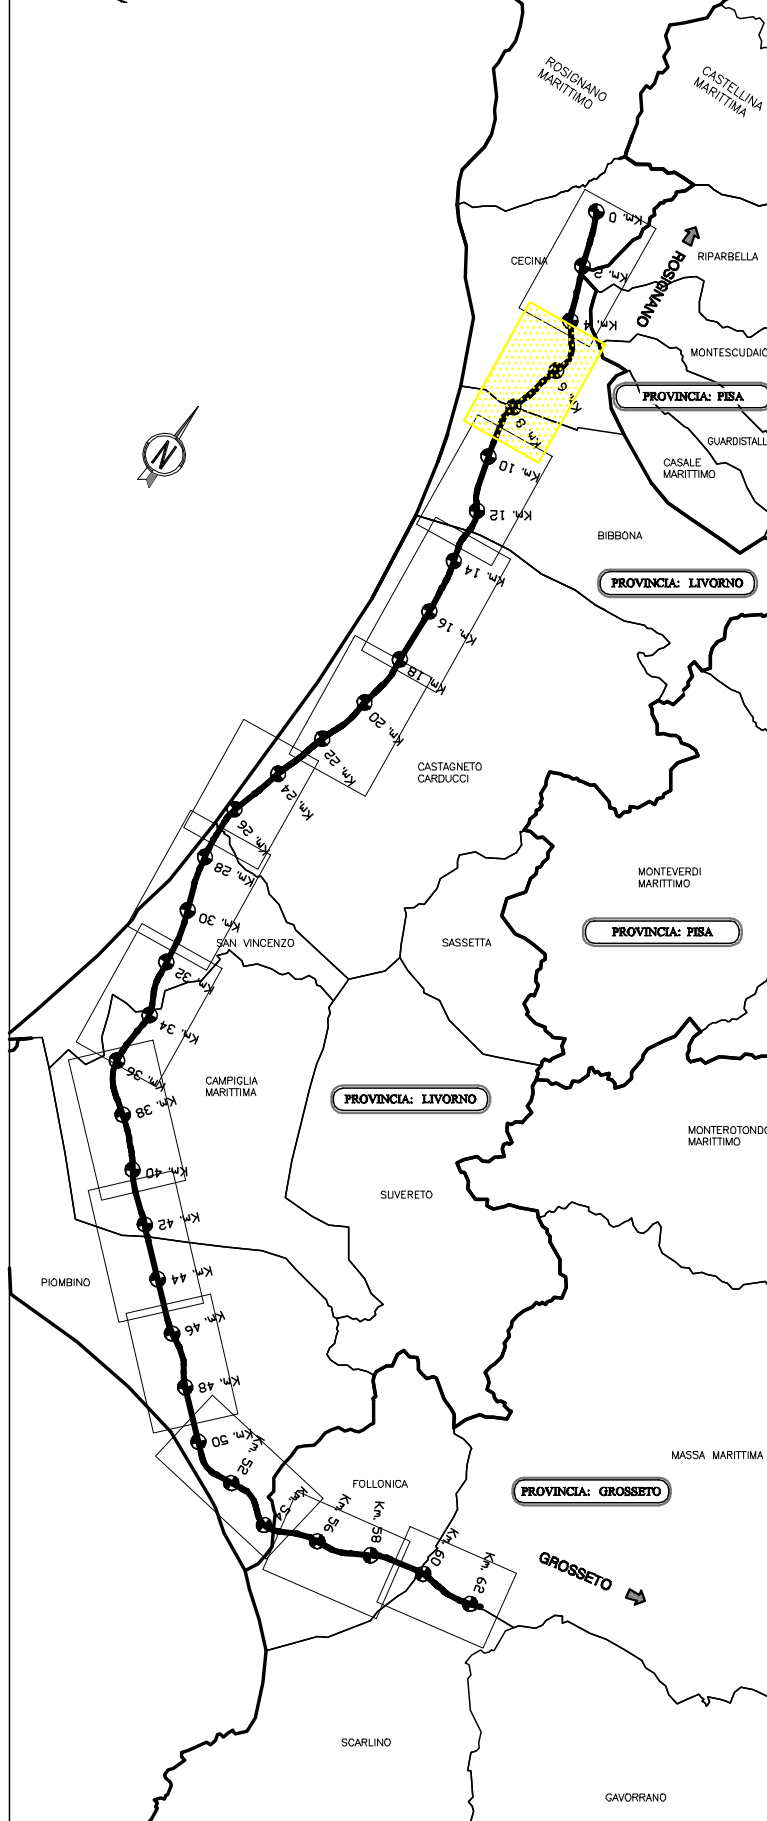 ROSIGNANO
MARITTIMO
CASTELLINA
MARITTIMA
Km. 0
CECINA
RIPARBELLA
Km. 2
ROSIGNANO
Km. 4
MONTESCUDAIO
Km. 6
PROVINCIA: PISA
Km. 8
GUARDISTALL
N
Km. 10
CASALE
MARITTIMO
Km. 12
BIBBONA
Km. 14
PROVINCIA: LIVORNO
Km. 16
Km. 18
Km. 20
Km. 22
CASTAGNETO
CARDUCCI
Km. 24
Km. 26
Km. 28
MONTEVERDI
MARITTIMO
Km. 30
PROVINCIA: PISA
SAN VINCENZO
SASSETTA
Km. 32
Km. 34
Km. 36
CAMPIGLIA
MARITTIMA
PROVINCIA: LIVORNO
Km. 38
MONTEROTONDO
MARITTIMO
Km. 40
SUVERETO
Km. 42
Km. 44
PIOMBINO
Km. 46
Km. 48
Km. 50
MASSA MARITTIMA
Km. 52
FOLLONICA
PROVINCIA: GROSSETO
Km. 54
Km. 56
Km. 58
Km. 60
Km. 62
GROSSETO
SCARLINO
GAVORRANO